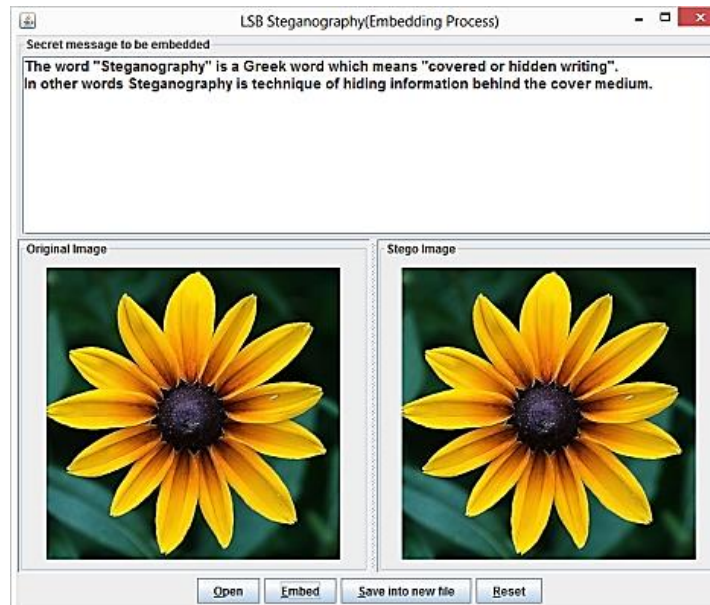 LSB Steganography(Embedding Process)
Secret message to be embedded
The word "Steganography" is a Greek word which means "covered or hidden writing".
In other words Steganography is technique of hiding information behind the cover medium.
Original Image
Stego Image
Open Embed Save into new file Reset